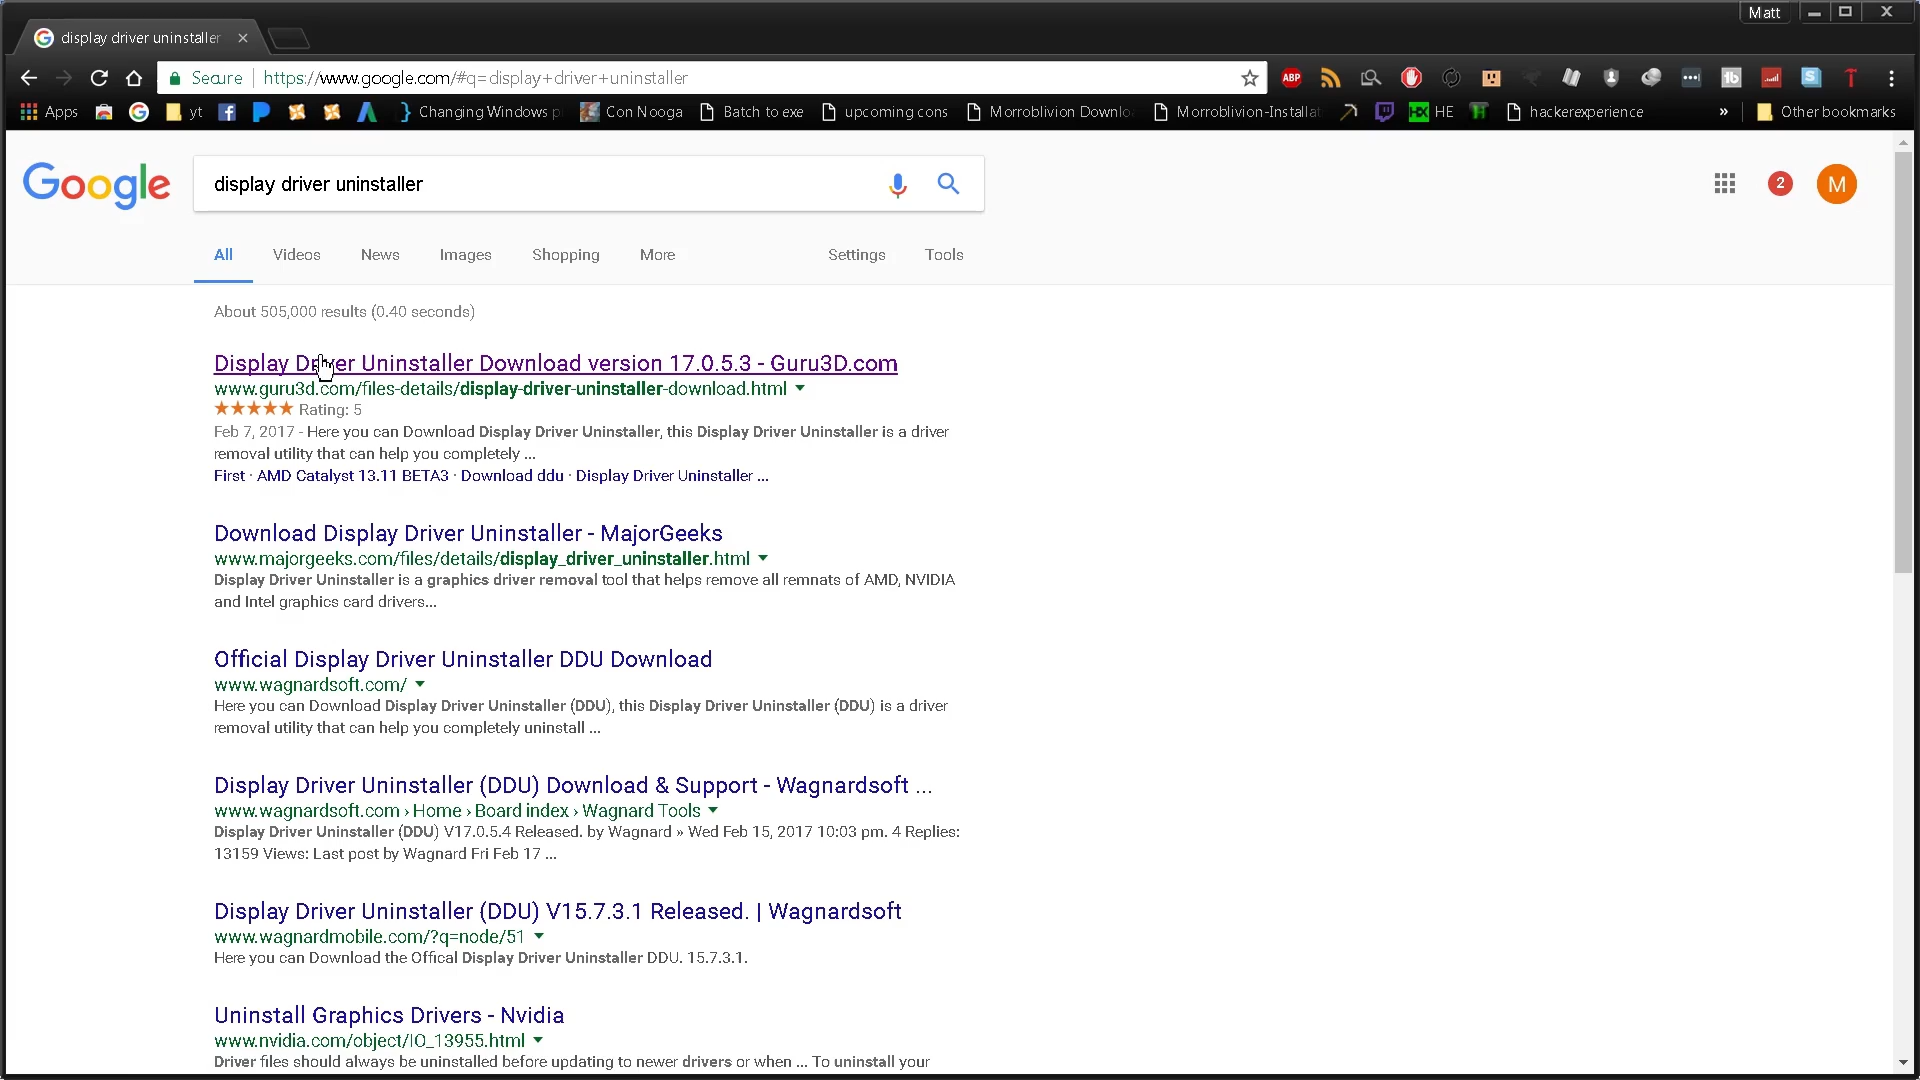 Matt
display driver uninstaller
Secure https://www.google.com/#q=display+driver+uninstaller
ABP
Apps yt Changing Windows p Con Nooga Batch to exe upcoming cons Morroblivion Downlo Morroblivion-Installat HE hackerexperience » Other bookmarks
Google display driver uninstaller 2 M
All Videos News Images Shopping More Settings Tools
About 505,000 results (0.40 seconds)
Display Driver Uninstaller Download version 17.0.5.3 - Guru3D.com
www.guru3d.com/files-details/display-driver-uninstaller-download.html
★★★★★ Rating: 5
Feb 7, 2017 - Here you can Download Display Driver Uninstaller, this Display Driver Uninstaller is a driver
removal utility that can help you completely ...
First · AMD Catalyst 13.11 BETA3 · Download ddu · Display Driver Uninstaller ...
Download Display Driver Uninstaller - MajorGeeks
www.majorgeeks.com/files/details/display_driver_uninstaller.html
Display Driver Uninstaller is a graphics driver removal tool that helps remove all remnats of AMD, NVIDIA
and Intel graphics card drivers...
Official Display Driver Uninstaller DDU Download
www.wagnardsoft.com/
Here you can Download Display Driver Uninstaller (DDU), this Display Driver Uninstaller (DDU) is a driver
removal utility that can help you completely uninstall ...
Display Driver Uninstaller (DDU) Download & Support - Wagnardsoft ...
www.wagnardsoft.com › Home › Board index › Wagnard Tools
Display Driver Uninstaller (DDU) V17.0.5.4 Released. by Wagnard » Wed Feb 15, 2017 10:03 pm. 4 Replies:
13159 Views: Last post by Wagnard Fri Feb 17 ...
Display Driver Uninstaller (DDU) V15.7.3.1 Released. | Wagnardsoft
www.wagnardmobile.com/?q=node/51
Here you can Download the Offical Display Driver Uninstaller DDU. 15.7.3.1.
Uninstall Graphics Drivers - Nvidia
www.nvidia.com/object/IO_13955.html
Driver files should always be uninstalled before updating to newer drivers or when ... To uninstall your